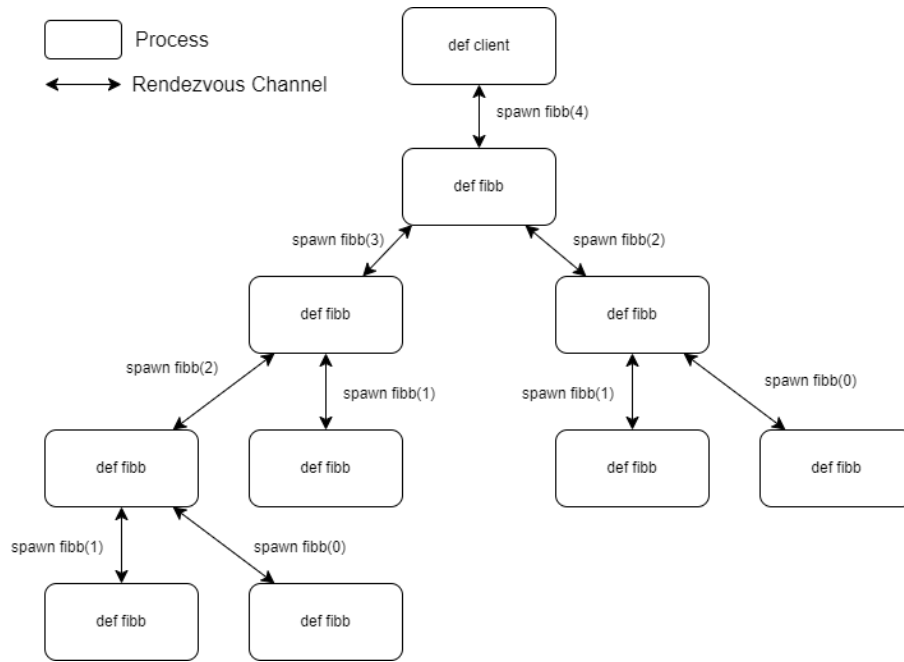 Process
Rendezvous Channel
def client
spawn fibb(4)
def fibb
spawn fibb(3)
spawn fibb(2)
def fibb
def fibb
spawn fibb(2)
spawn fibb(1)
spawn fibb(1)
spawn fibb(0)
def fibb
def fibb
def fibb
def fibb
spawn fibb(1)
spawn fibb(0)
def fibb
def fibb